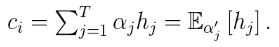 $c_i = \sum_{j=1}^{T} \alpha_j h_j = \mathbb{E}_{\alpha'_j} [h_j] .$